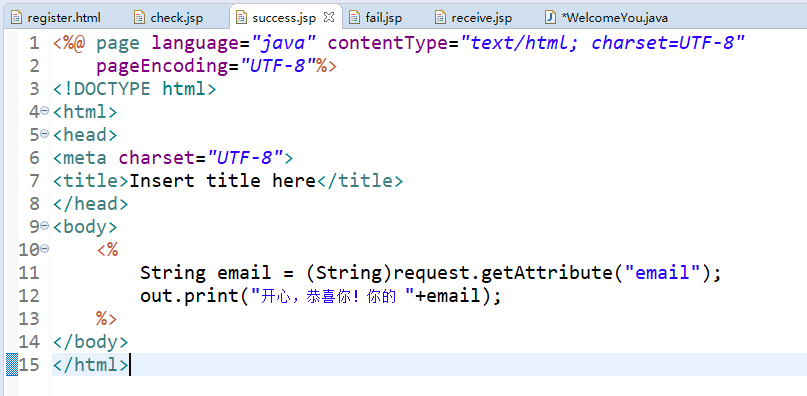 register.html check.jsp success.jsp fail.jsp receive.jsp *WelcomeYou.java
1 <%@ page language="java" contentType="text/html; charset=UTF-8"
2     pageEncoding="UTF-8"%>
3 <!DOCTYPE html>
4 <html>
5 <head>
6 <meta charset="UTF-8">
7 <title>Insert title here</title>
8 </head>
9 <body>
10     <%
11         String email = (String)request.getAttribute("email");
12         out.print("开心，恭喜你！你的 "+email);
13     %>
14 </body>
15 </html>